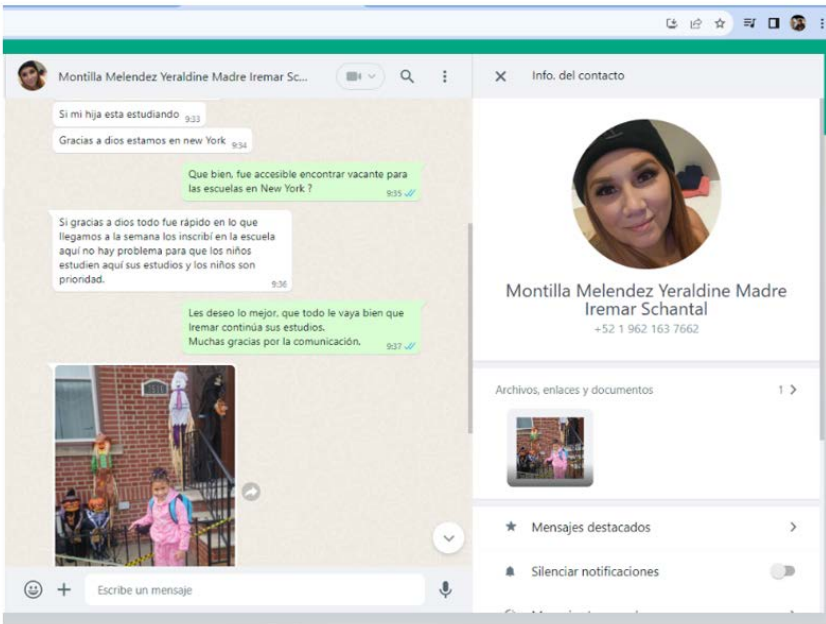 Montilla Melendez Yeraldine Madre Iremar Sc...
Si mi hija esta estudiando 9:33
Gracias a dios estamos en new York 9:34
Que bien, fue accesible encontrar vacante para
las escuelas en New York ?
9:35
Si gracias a dios todo fue rápido en lo que
llegamos a la semana los inscribí en la escuela
aquí no hay problema para que los niños
estudien aquí sus estudios y los niños son
prioridad.
9:36
Les deseo lo mejor, que todo le vaya bien que
Iremar continúa sus estudios.
Muchas gracias por la comunicación.
9:37
Escribe un mensaje
Info. del contacto
Montilla Melendez Yeraldine Madre
Iremar Schantal
+52 1 962 163 7662
Archivos, enlaces y documentos 1
Mensajes destacados
Silenciar notificaciones